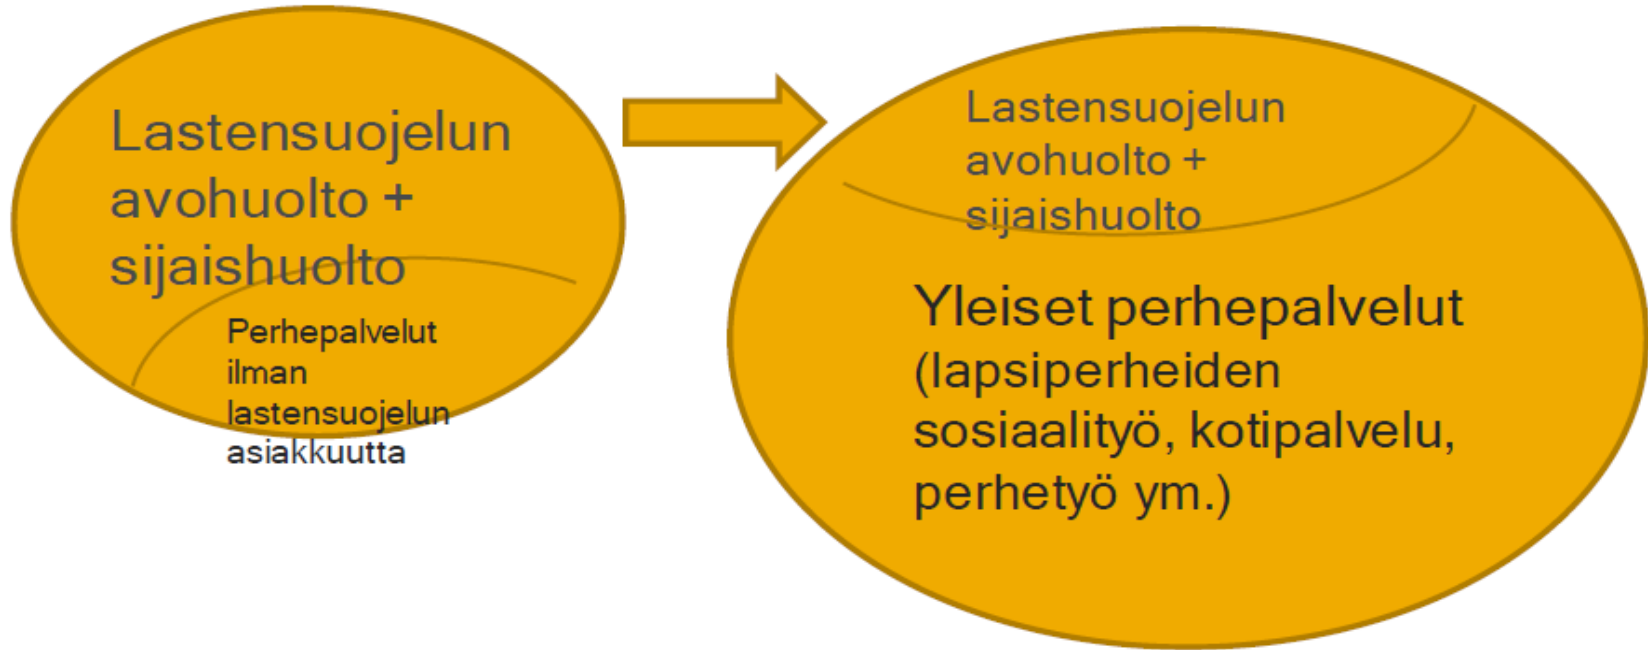 Lastensuojelun
avohuolto +
sijaishuolto
Perhepalvelut
ilman
lastensuojelun
asiakkuutta
Lastensuojelun
avohuolto +
sijaishuolto
Yleiset perhepalvelut
(lapsiperheiden
sosiaalityö, kotipalvelu,
perhetyö ym.)